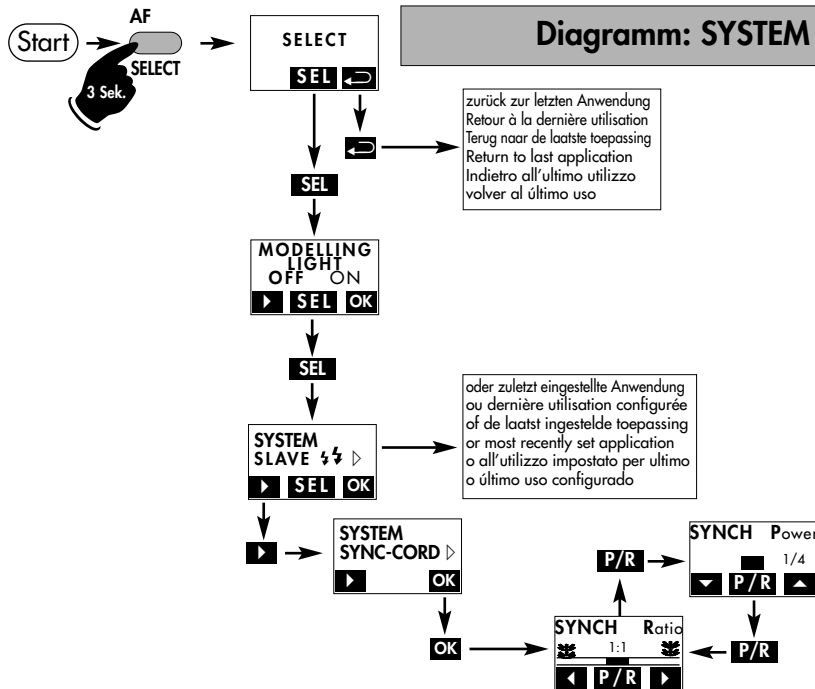 Diagramm: SYSTEM
Start
AF
SELECT
3 Sek.
SELECT
SEL
zurück zur letzten Anwendung
Retour à la dernière utilisation
Terug naar de laatste toepassing
Return to last application
Indietro all'ultimo utilizzo
volver al último uso
SEL
MODELLING
LIGHT
OFF ON
SEL OK
SEL
SYSTEM
SLAVE
SEL OK
oder zuletzt eingestellte Anwendung
ou dernière utilisation configurée
of de laatst ingestelde toepassing
or most recently set application
o all'utilizzo impostato per ultimo
o último uso configurado
SYSTEM
SYNC-CORD
OK
OK
P/R
SYNCH Power
1/4
P/R
P/R
SYNCH Ratio
1:1
P/R